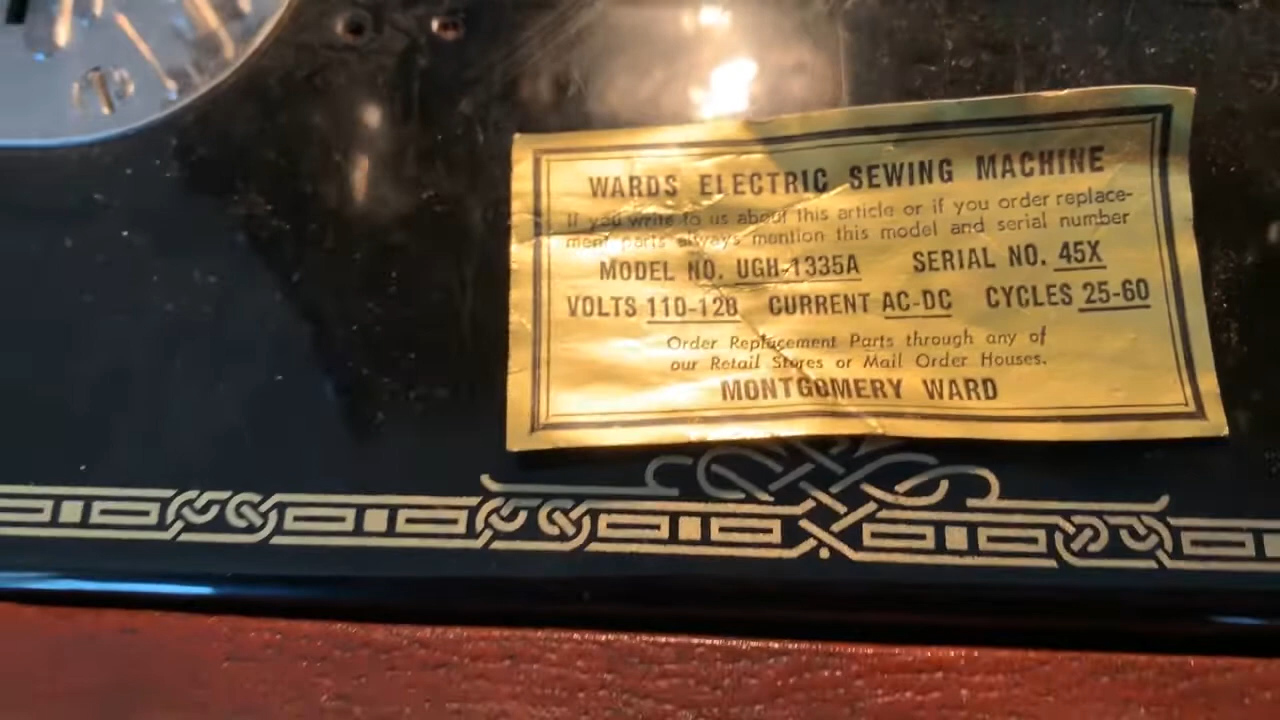 WARDS ELECTRIC SEWING MACHINE
If you write to us about this article or if you order replace-
ment parts always mention this model and serial number
MODEL NO. UGH-1335A SERIAL NO. 45X
VOLTS 110-128 CURRENT AC-DC CYCLES 25-60
Order Replacement Parts through any of
our Retail Stores or Mail Order Houses.
MONTGOMERY WARD